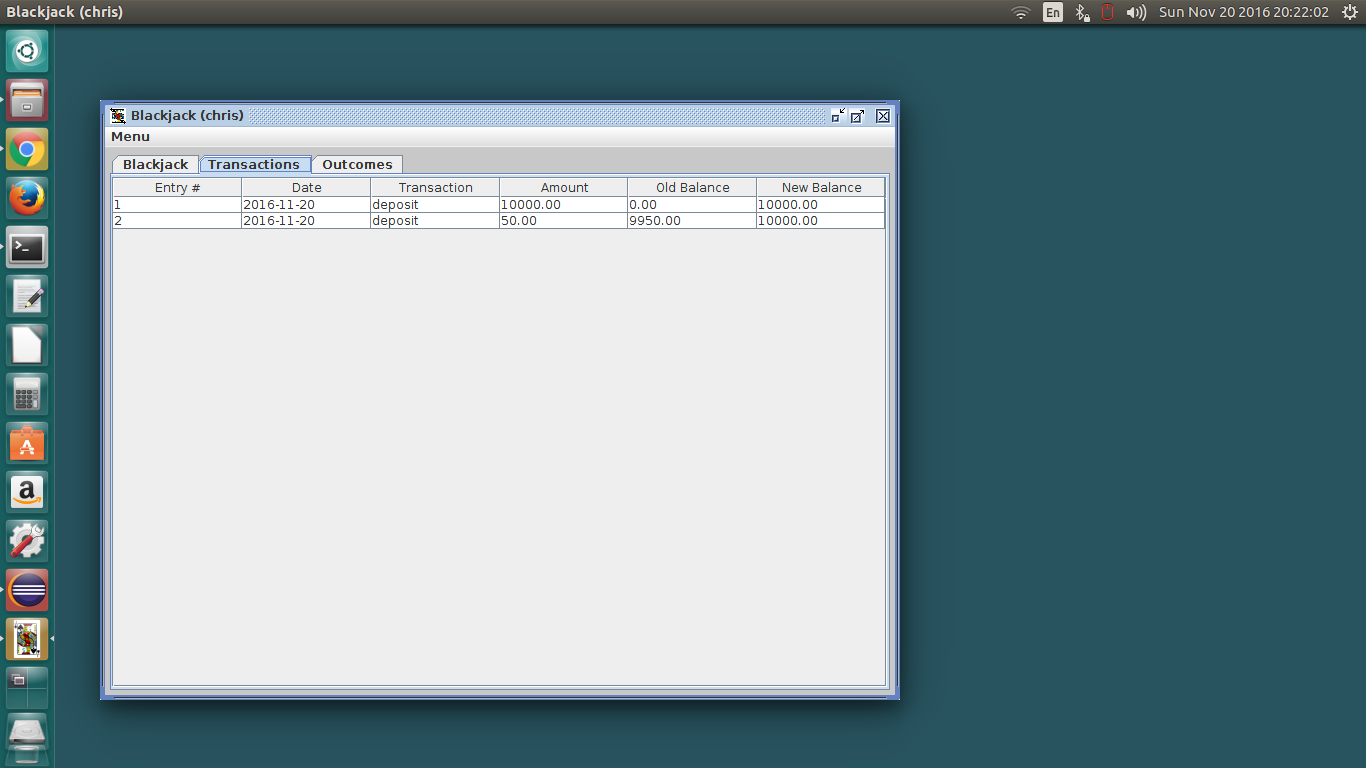 Blackjack (chris) En Sun Nov 20 2016 20:22:02
Blackjack (chris)
Menu
Blackjack Transactions Outcomes
Entry # Date Transaction Amount Old Balance New Balance
1 2016-11-20 deposit 10000.00 0.00 10000.00
2 2016-11-20 deposit 50.00 9950.00 10000.00
A
a